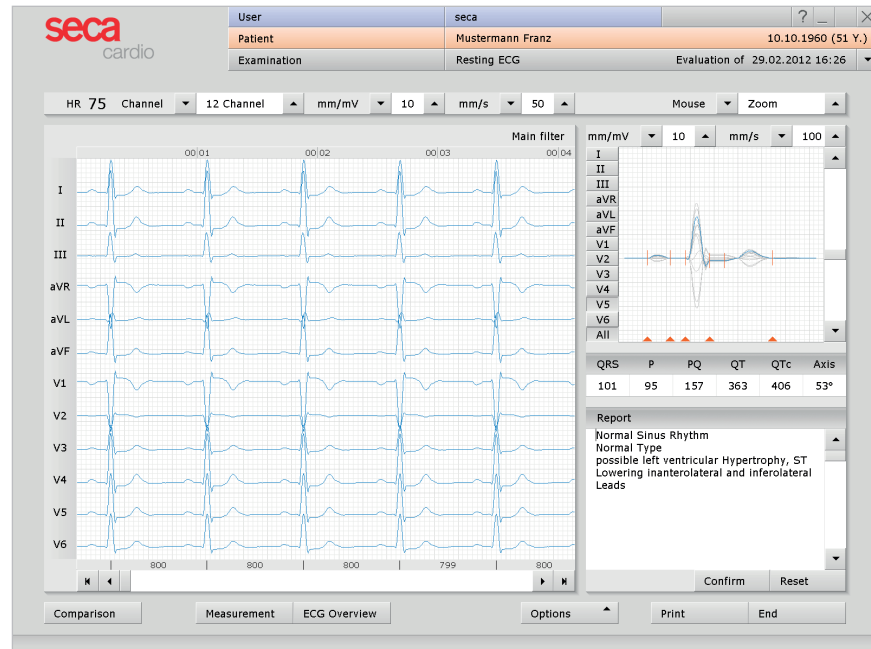 seca
cardio
User seca ? _ X
Patient Mustermann Franz 10.10.1960 (51 Y.)
Examination Resting ECG Evaluation of 29.02.2012 16:26
HR 75 Channel 12 Channel mm/mV 10 mm/s 50 Mouse Zoom
Main filter
00|01 00|02 00|03 00|04
I
II
III
aVR
aVL
aVF
V1
V2
V3
V4
V5
V6
800 800 800 799 800
mm/mV 10 mm/s 100
I
II
III
aVR
aVL
aVF
V1
V2
V3
V4
V5
V6
All
QRS P PQ QT QTc Axis
101 95 157 363 406 53°
Report
Normal Sinus Rhythm
Normal Type
possible left ventricular Hypertrophy, ST
Lowering inanterolateral and inferolateral
Leads
Confirm Reset
Comparison Measurement ECG Overview Options Print End